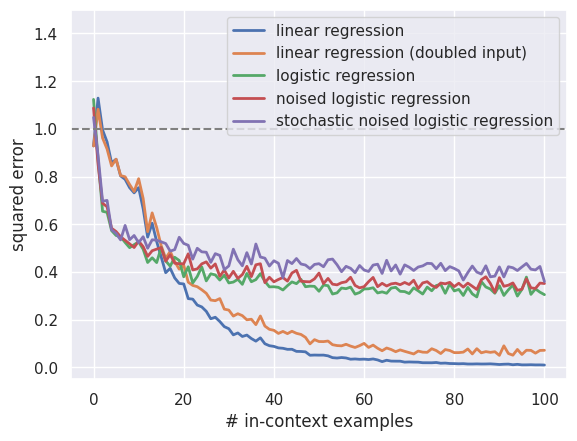 linear regression
linear regression (doubled input)
logistic regression
noised logistic regression
stochastic noised logistic regression
squared error
1.4
1.2
1.0
0.8
0.6
0.4
0.2
0.0
0 20 40 60 80 100
# in-context examples